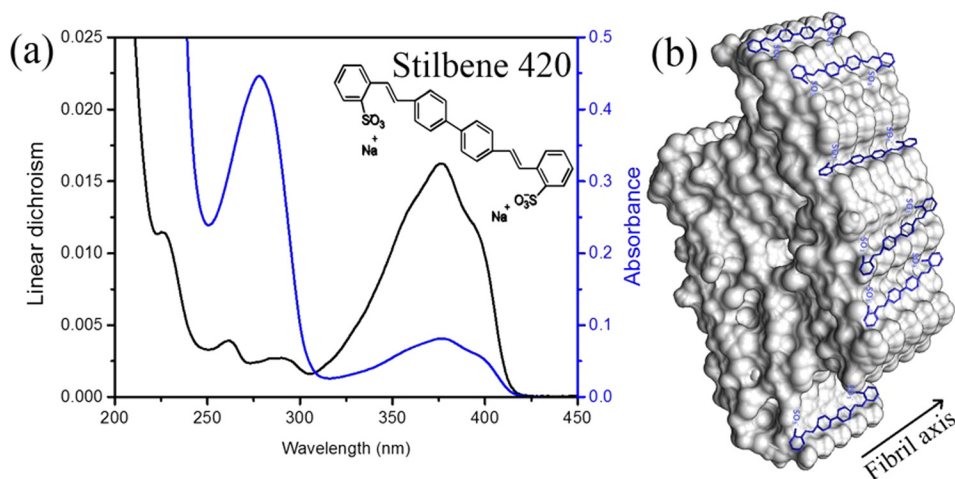 (a)
0.025
0.020
0.015
0.010
0.005
0.000
Linear dichroism
Stilbene 420
SO₃
Na⁺
Na⁺ O₃⁻S
0.5
0.4
0.3
0.2
0.1
0.0
Absorbance
200 250 300 350 400 450
Wavelength (nm)
(b)
Fibril axis